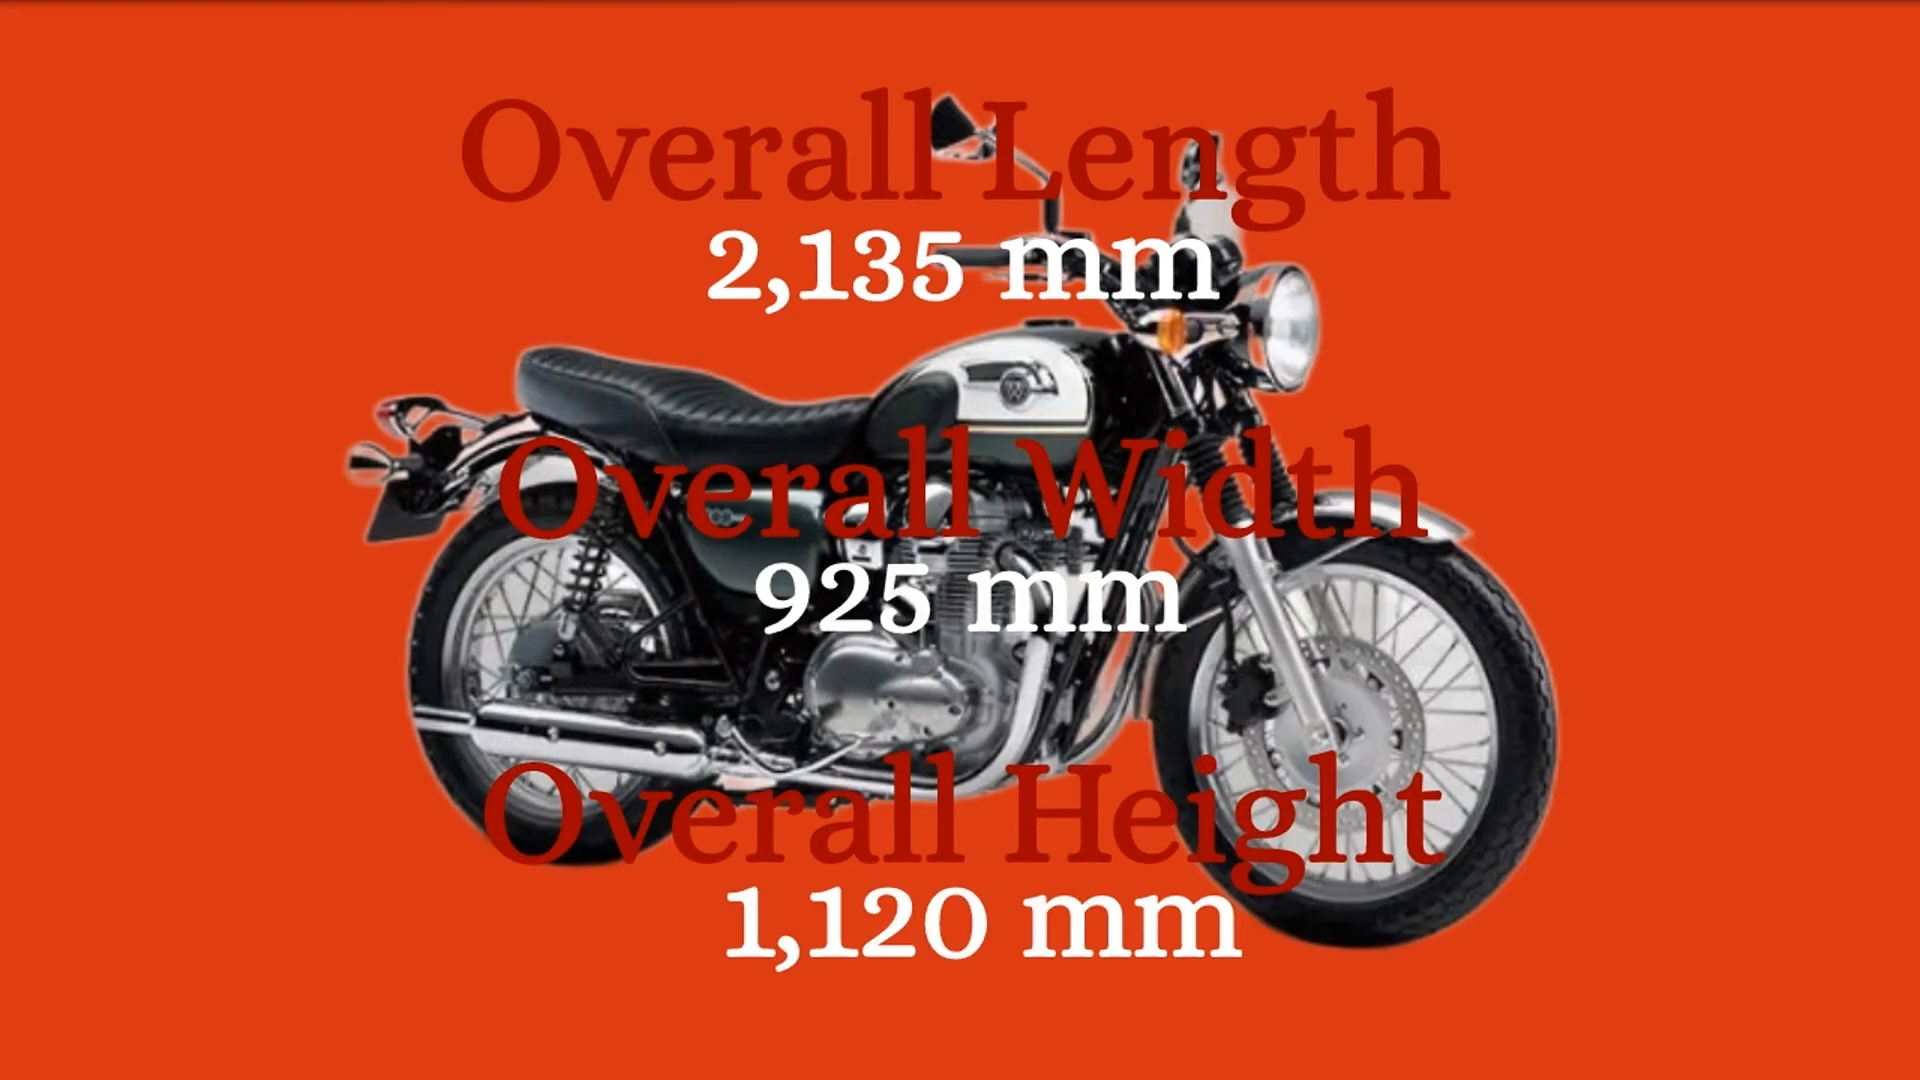 Overall Length
2,135 mm
Overall Width
925 mm
Overall Height
1,120 mm